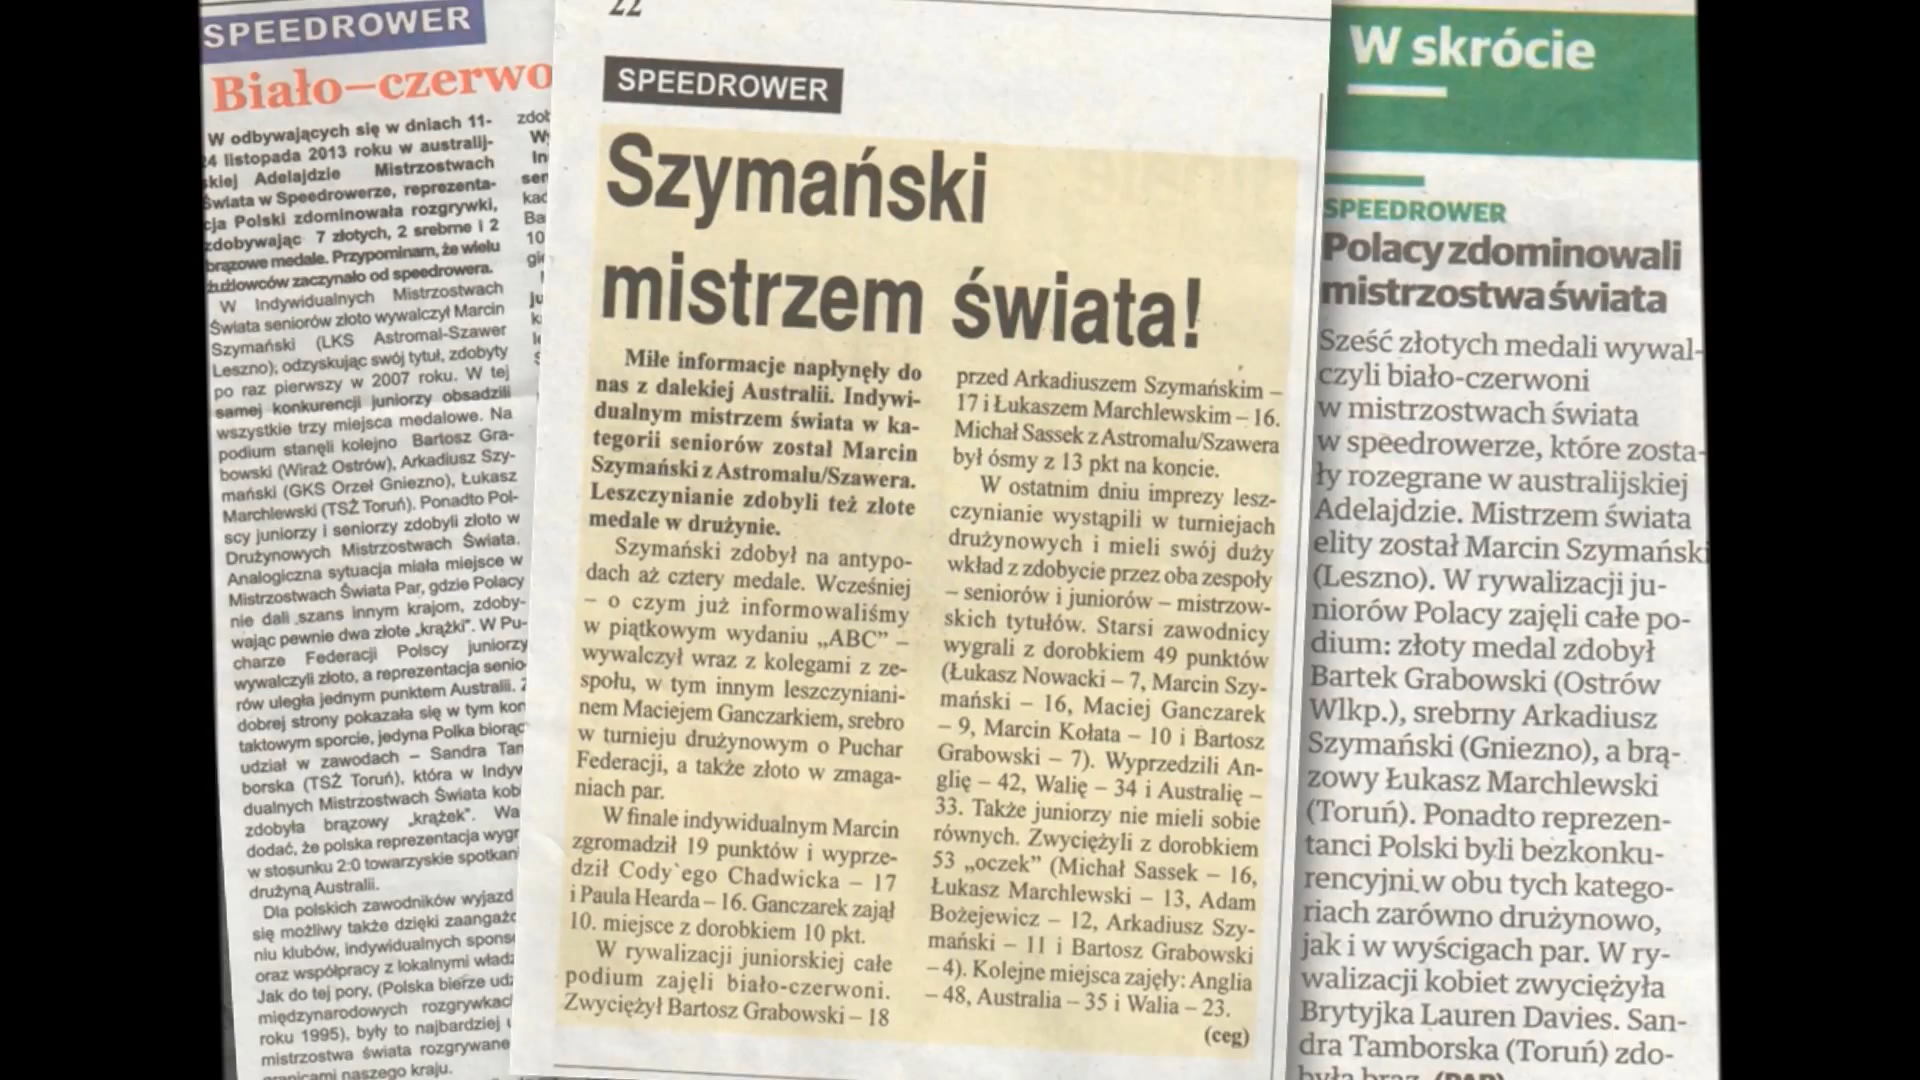 SPEEDROWER
Biało–czerwo
W odbywających się w dniach 11-
24 listopada 2013 roku w australij-
skiej Adelajdzie Mistrzostwach
Świata w Speedrowerze, reprezenta-
cja Polski zdominowała rozgrywki,
zdobywając 7 złotych, 2 srebrne i 2
brązowe medale. Przypominam, że wielu
żużlowców zaczynało od speedrowera.
W Indywidualnych Mistrzostwach
Świata seniorów złoto wywalczył Marcin
Szymański (LKS Astromal-Szawer
Leszno); odzyskując swój tytuł, zdobyty
po raz pierwszy w 2007 roku. W tej
samej konkurencji juniorzy obsadzili
wszystkie trzy miejsca medalowe. Na
podium stanęli kolejno Bartosz Gra-
bowski (Wiraż Ostrów), Arkadiusz Szy-
mański (GKS Orzeł Gniezno), Łukasz
Marchlewski (TSŻ Toruń). Ponadto Pol-
scy juniorzy i seniorzy zdobyli złoto w
Drużynowych Mistrzostwach Świata.
Analogiczna sytuacja miała miejsce w
Mistrzostwach Świata Par, gdzie Polacy
nie dali szans innym krajom, zdoby-
wając pewnie dwa złote „krążki”. W Pu-
charze Federacji Polscy juniorzy
wywalczyli złoto, a reprezentacja senio-
rów uległa jednym punktem Australii. Z
dobrej strony pokazała się w tym kon
taktowym sporcie, jedyna Polka biorąc
udział w zawodach – Sandra Tam
borska (TSŻ Toruń), która w Indyw
dualnych Mistrzostwach Świata kobi
zdobyła brązowy „krążek”. Wa
dodać, że polska reprezentacja wygr
w stosunku 2:0 towarzyskie spotkan
drużyną Australii.
Dla polskich zawodników wyjazd
się możliwy także dzięki zaangażo
niu klubów, indywidualnych spons
oraz współpracy z lokalnymi władz
Jak do tej pory, (Polska bierze udz
międzynarodowych rozgrywkach
roku 1995), były to najbardziej
mistrzostwa świata rozgrywane
granicami naszego kraju.
zdob
Wy
In
sen
kad
Ba
10
gie
ju
22
SPEEDROWER
Szymański
mistrzem świata!
Miłe informacje napłynęły do
nas z dalekiej Australii. Indywi-
dualnym mistrzem świata w ka-
tegorii seniorów został Marcin
Szymański z Astromalu/Szawera.
Leszczynianie zdobyli też złote
medale w drużynie.
Szymański zdobył na antypo-
dach aż cztery medale. Wcześniej
– o czym już informowaliśmy
w piątkowym wydaniu „ABC” –
wywalczył wraz z kolegami z ze-
społu, w tym innym leszczyniani-
nem Maciejem Ganczarkiem, srebro
w turnieju drużynowym o Puchar
Federacji, a także złoto w zmaga-
niach par.
W finale indywidualnym Marcin
zgromadził 19 punktów i wyprze-
dził Cody`ego Chadwicka – 17
i Paula Hearda – 16. Ganczarek zajął
10. miejsce z dorobkiem 10 pkt.
W rywalizacji juniorskiej całe
podium zajęli biało-czerwoni.
Zwyciężył Bartosz Grabowski – 18
przed Arkadiuszem Szymańskim –
17 i Łukaszem Marchlewskim – 16.
Michał Sassek z Astromalu/Szawera
był ósmy z 13 pkt na koncie.
W ostatnim dniu imprezy lesz-
czynianie wystąpili w turniejach
drużynowych i mieli swój duży
wkład z zdobycie przez oba zespoły
– seniorów i juniorów – mistrzow-
skich tytułów. Starsi zawodnicy
wygrali z dorobkiem 49 punktów
(Łukasz Nowacki – 7, Marcin Szy-
mański – 16, Maciej Ganczarek
– 9, Marcin Kołata – 10 i Bartosz
Grabowski – 7). Wyprzedzili An-
glię – 42, Walię – 34 i Australię –
33. Także juniorzy nie mieli sobie
równych. Zwyciężyli z dorobkiem
53 „oczek” (Michał Sassek – 16,
Łukasz Marchlewski – 13, Adam
Bożejewicz – 12, Arkadiusz Szy-
mański – 11 i Bartosz Grabowski
– 4). Kolejne miejsca zajęły: Anglia
– 48, Australia – 35 i Walia – 23.
(ceg)
W skrócie
SPEEDROWER
Polacy zdominowali
mistrzostwa świata
Sześć złotych medali wywal-
czyli biało-czerwoni
w mistrzostwach świata
w speedrowerze, które zosta-
ły rozegrane w australijskiej
Adelajdzie. Mistrzem świata
elity został Marcin Szymański
(Leszno). W rywalizacji ju-
niorów Polacy zajęli całe po-
dium: złoty medal zdobył
Bartek Grabowski (Ostrów
Wlkp.), srebrny Arkadiusz
Szymański (Gniezno), a brą-
zowy Łukasz Marchlewski
(Toruń). Ponadto reprezen-
tanci Polski byli bezkonku-
rencyjni w obu tych katego-
riach zarówno drużynowo,
jak i w wyścigach par. W ry-
walizacji kobiet zwyciężyła
Brytyjka Lauren Davies. San-
dra Tamborska (Toruń) zdo-
była brąz. (PAP)